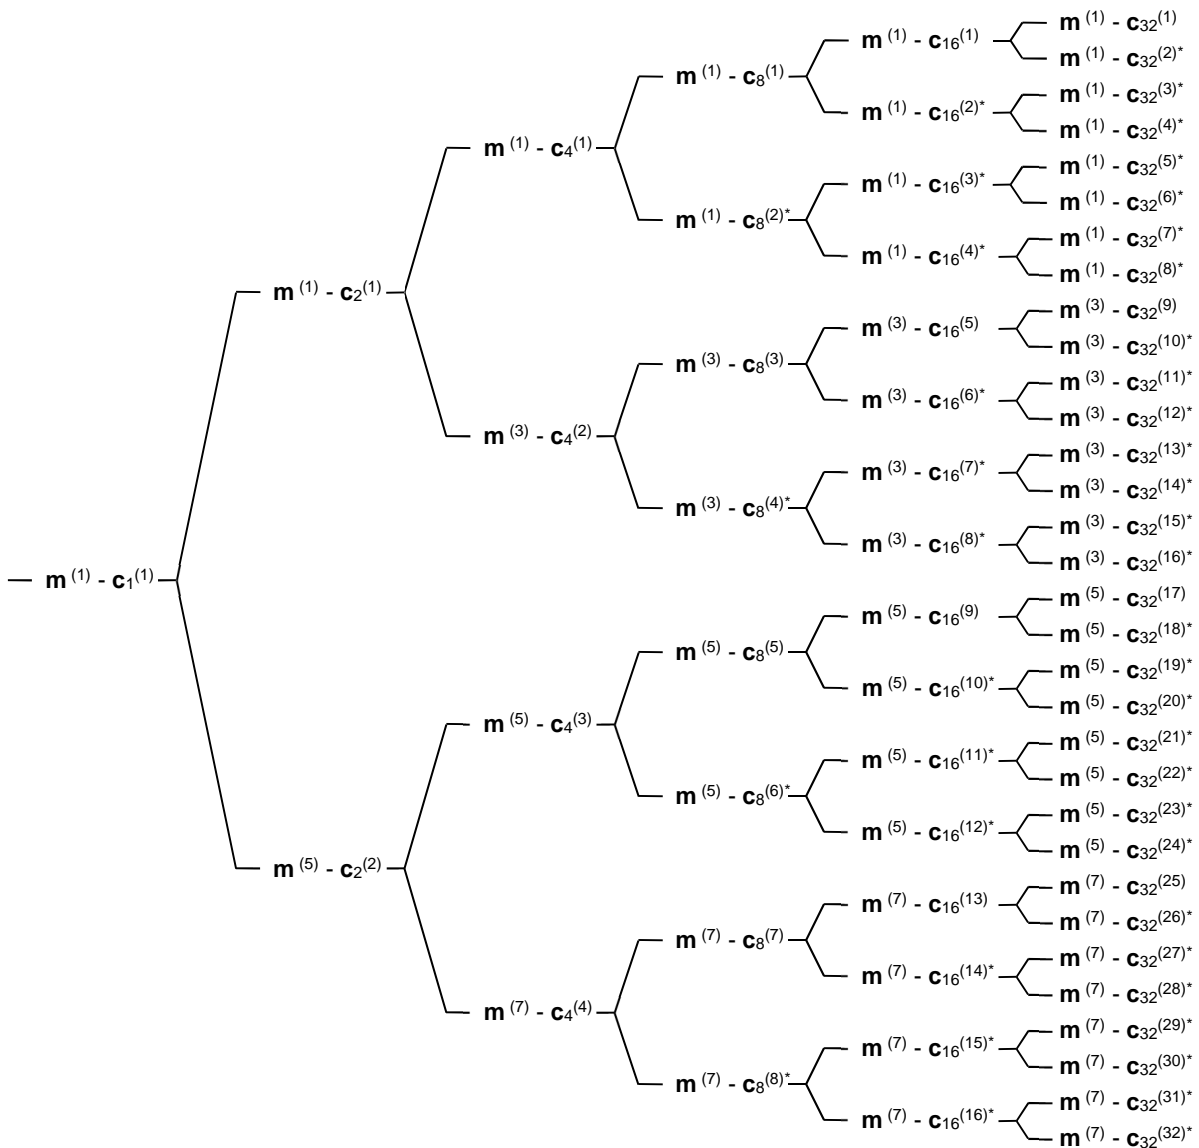 m (1) - c1(1)
m (1) - c2(1)
m (5) - c2(2)
m (1) - c4(1)
m (3) - c4(2)
m (5) - c4(3)
m (7) - c4(4)
m (1) - c8(1)
m (1) - c8(2)*
m (3) - c8(3)
m (3) - c8(4)*
m (5) - c8(5)
m (5) - c8(6)*
m (7) - c8(7)
m (7) - c8(8)*
m (1) - c16(1)
m (1) - c16(2)*
m (1) - c16(3)*
m (1) - c16(4)*
m (3) - c16(5)
m (3) - c16(6)*
m (3) - c16(7)*
m (3) - c16(8)*
m (5) - c16(9)
m (5) - c16(10)*
m (5) - c16(11)*
m (5) - c16(12)*
m (7) - c16(13)
m (7) - c16(14)*
m (7) - c16(15)*
m (7) - c16(16)*
m (1) - c32(1)
m (1) - c32(2)*
m (1) - c32(3)*
m (1) - c32(4)*
m (1) - c32(5)*
m (1) - c32(6)*
m (1) - c32(7)*
m (1) - c32(8)*
m (3) - c32(9)
m (3) - c32(10)*
m (3) - c32(11)*
m (3) - c32(12)*
m (3) - c32(13)*
m (3) - c32(14)*
m (3) - c32(15)*
m (3) - c32(16)*
m (5) - c32(17)
m (5) - c32(18)*
m (5) - c32(19)*
m (5) - c32(20)*
m (5) - c32(21)*
m (5) - c32(22)*
m (5) - c32(23)*
m (5) - c32(24)*
m (7) - c32(25)
m (7) - c32(26)*
m (7) - c32(27)*
m (7) - c32(28)*
m (7) - c32(29)*
m (7) - c32(30)*
m (7) - c32(31)*
m (7) - c32(32)*